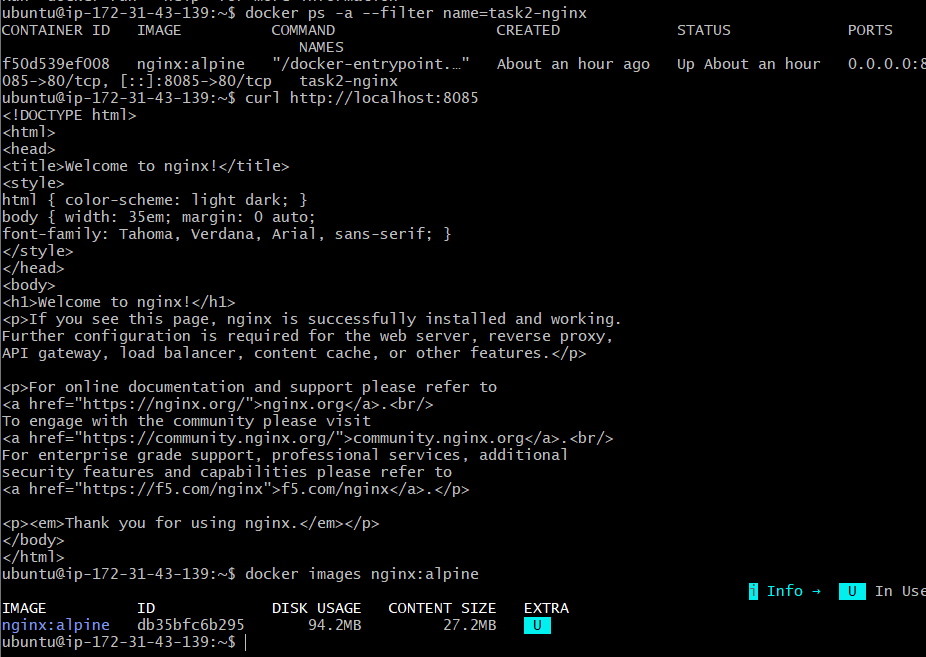 ubuntu@ip-172-31-43-139:~$ docker ps -a --filter name=task2-nginx
CONTAINER ID   IMAGE          COMMAND                  CREATED             STATUS             PORTS
                                 NAMES
f50d539ef008   nginx:alpine   "/docker-entrypoint.…"   About an hour ago   Up About an hour   0.0.0.0:8
085->80/tcp, [::]:8085->80/tcp   task2-nginx
ubuntu@ip-172-31-43-139:~$ curl http://localhost:8085
<!DOCTYPE html>
<html>
<head>
<title>Welcome to nginx!</title>
<style>
html { color-scheme: light dark; }
body { width: 35em; margin: 0 auto;
font-family: Tahoma, Verdana, Arial, sans-serif; }
</style>
</head>
<body>
<h1>Welcome to nginx!</h1>
<p>If you see this page, nginx is successfully installed and working.
Further configuration is required for the web server, reverse proxy,
API gateway, load balancer, content cache, or other features.</p>

<p>For online documentation and support please refer to
<a href="https://nginx.org/">nginx.org</a>.<br/>
To engage with the community please visit
<a href="https://community.nginx.org/">community.nginx.org</a>.<br/>
For enterprise grade support, professional services, additional
security features and capabilities please refer to
<a href="https://f5.com/nginx">f5.com/nginx</a>.</p>

<p><em>Thank you for using nginx.</em></p>
</body>
</html>
ubuntu@ip-172-31-43-139:~$ docker images nginx:alpine
i Info →   U  In Use
IMAGE          ID             DISK USAGE   CONTENT SIZE   EXTRA
nginx:alpine   db35bfc6b295       94.2MB         27.2MB    U
ubuntu@ip-172-31-43-139:~$